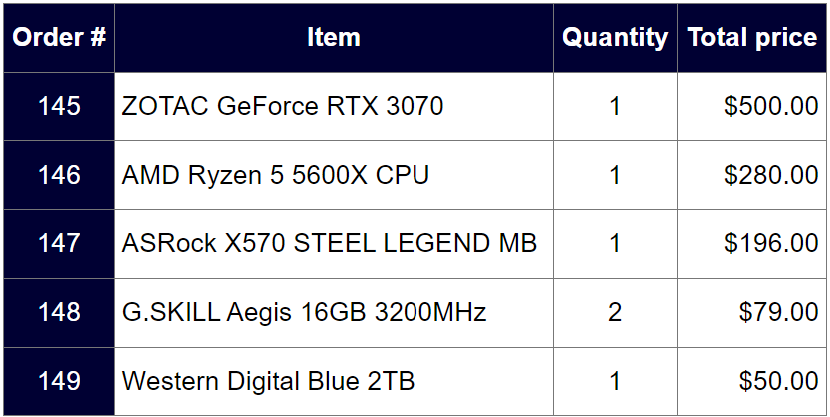 Order # Item Quantity Total price
145 ZOTAC GeForce RTX 3070 1 $500.00
146 AMD Ryzen 5 5600X CPU 1 $280.00
147 ASRock X570 STEEL LEGEND MB 1 $196.00
148 G.SKILL Aegis 16GB 3200MHz 2 $79.00
149 Western Digital Blue 2TB 1 $50.00